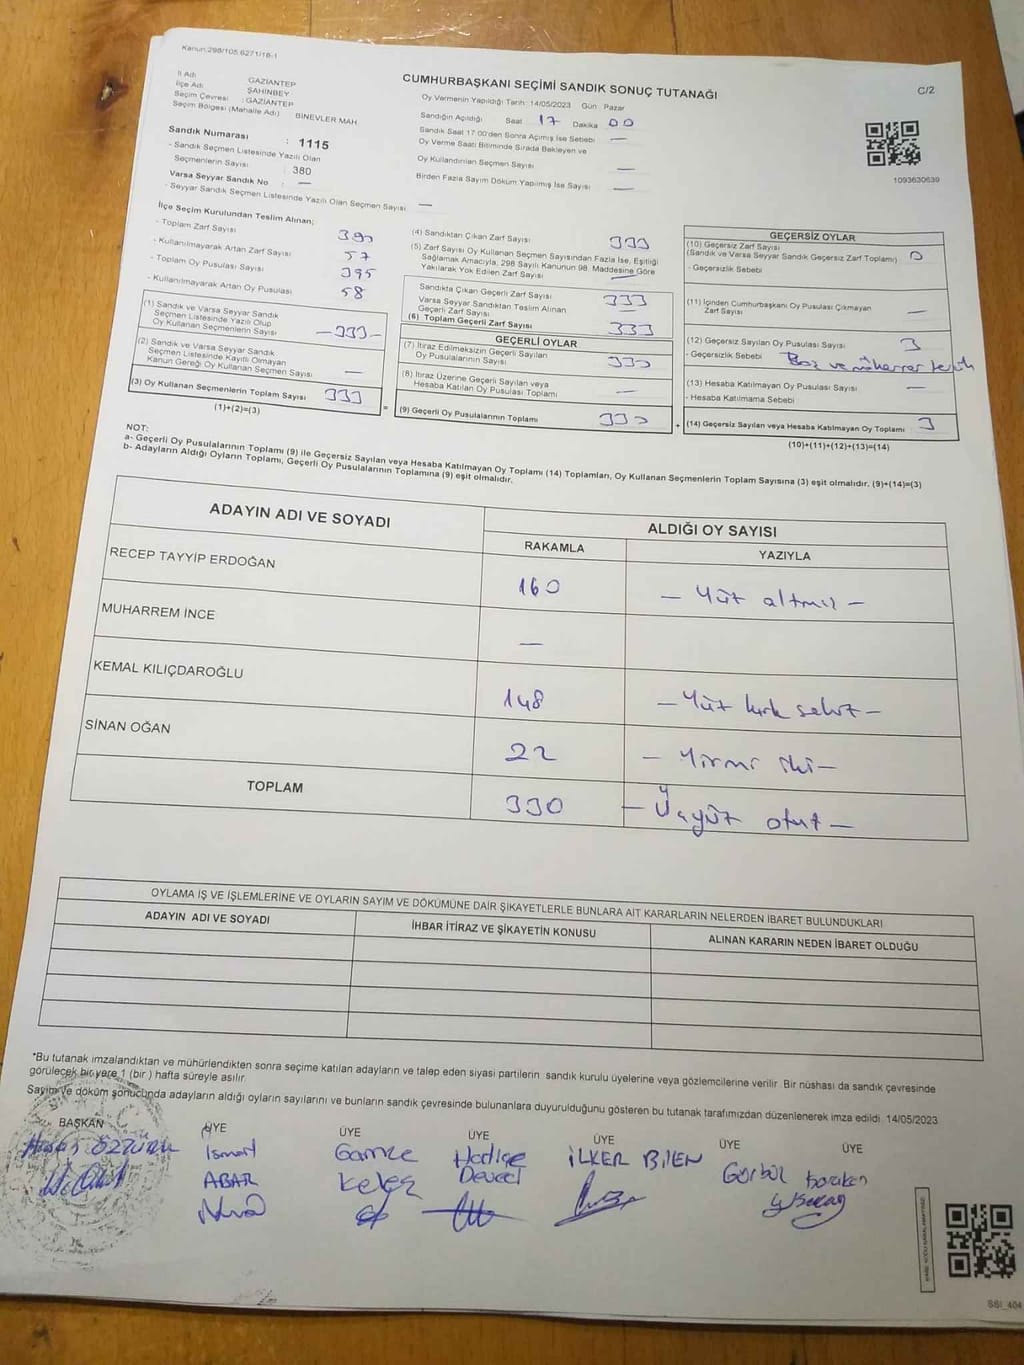 Kanun:298/105.6271/18-1
CUMHURBAŞKANI SEÇİMİ SANDIK SONUÇ TUTANAĞI
C/2
İl Adı GAZİANTEP
İlçe Adı ŞAHİNBEY
Seçim Çevresi : GAZİANTEP
Seçim Bölgesi (Mahalle Adı) BINEVLER MAH.
Sandık Numarası : 1115
- Sandık Seçmen Listesinde Yazılı Olan
Seçmenlerin Sayısı : 380
Varsa Seyyar Sandık No : —
- Seyyar Sandık Seçmen Listesinde Yazılı Olan Seçmen Sayısı —
Oy Vermenin Yapıldığı Tarih: 14/05/2023 Gün : Pazar
Sandığın Açıldığı Saat 17 Dakika 00
Sandık Saat 17:00'den Sonra Açılmış İse Sebebi —
Oy Verme Saati Bitiminde Sırada Bekleyen ve
Oy Kullandırılan Seçmen Sayısı —
Birden Fazla Sayım Döküm Yapılmış İse Sayısı —
1093630639
İlçe Seçim Kurulundan Teslim Alınan;
- Toplam Zarf Sayısı 390
- Kullanılmayarak Artan Zarf Sayısı 57
- Toplam Oy Pusulası Sayısı 395
- Kullanılmayarak Artan Oy Pusulası 58
(1) Sandık ve Varsa Seyyar Sandık
Seçmen Listesinde Yazılı Olup
Oy Kullanan Seçmenlerin Sayısı —333—
(2) Sandık ve Varsa Seyyar Sandık
Seçmen Listesinde Kayıtlı Olmayan
Kanun Gereği Oy Kullanan Seçmen Sayısı —
(3) Oy Kullanan Seçmenlerin Toplam Sayısı 333
(1)+(2)=(3)
=
(4) Sandıktan Çıkan Zarf Sayısı 333
(5) Zarf Sayısı Oy Kullanan Seçmen Sayısından Fazla İse, Eşitliği
Sağlamak Amacıyla, 298 Sayılı Kanunun 98. Maddesine Göre
Yakılarak Yok Edilen Zarf Sayısı —
Sandıkta Çıkan Geçerli Zarf Sayısı 333
Varsa Seyyar Sandıktan Teslim Alınan
Geçerli Zarf Sayısı —
(6) Toplam Geçerli Zarf Sayısı 333
GEÇERLİ OYLAR
(7) İtiraz Edilmeksizin Geçerli Sayılan
Oy Pusulalarının Sayısı 330
(8) İtiraz Üzerine Geçerli Sayılan veya
Hesaba Katılan Oy Pusulası Toplamı —
(9) Geçerli Oy Pusulalarının Toplamı 330
+
GEÇERSİZ OYLAR
(10) Geçersiz Zarf Sayısı
(Sandık ve Varsa Seyyar Sandık Geçersiz Zarf Toplamı) 0
- Geçersizlik Sebebi
(11) İçinden Cumhurbaşkanı Oy Pusulası Çıkmayan
Zarf Sayısı —
(12) Geçersiz Sayılan Oy Pusulası Sayısı 3
- Geçersizlik Sebebi Boş ve müharrar
(13) Hesaba Katılmayan Oy Pusulası Sayısı —
- Hesaba Katılmama Sebebi
(14) Geçersiz Sayılan veya Hesaba Katılmayan Oy Toplamı 3
(10)+(11)+(12)+(13)=(14)
NOT:
a- Geçerli Oy Pusulalarının Toplamı (9) ile Geçersiz Sayılan veya Hesaba Katılmayan Oy Toplamı (14) Toplamları, Oy Kullanan Seçmenlerin Toplam Sayısına (3) eşit olmalıdır. (9)+(14)=(3)
b- Adayların Aldığı Oyların Toplamı, Geçerli Oy Pusulalarının Toplamına (9) eşit olmalıdır.
ADAYIN ADI VE SOYADI
ALDIĞI OY SAYISI
RAKAMLA YAZIYLA
RECEP TAYYİP ERDOĞAN 160 — Yüz altmış —
MUHARREM İNCE —
KEMAL KILIÇDAROĞLU 148 — Yüz kırk sekiz —
SİNAN OĞAN 22 — Yirmi iki —
TOPLAM 330 — Üçyüz otuz —
OYLAMA İŞ VE İŞLEMLERİNE VE OYLARIN SAYIM VE DÖKÜMÜNE DAİR ŞİKAYETLERLE BUNLARA AİT KARARLARIN NELERDEN İBARET BULUNDUKLARI
ADAYIN ADI VE SOYADI İHBAR İTİRAZ VE ŞİKAYETİN KONUSU ALINAN KARARIN NEDEN İBARET OLDUĞU
*Bu tutanak imzalandıktan ve mühürlendikten sonra seçime katılan adayların ve talep eden siyasi partilerin sandık kurulu üyelerine veya gözlemcilerine verilir. Bir nüshası da sandık çevresinde
görülecek bir yere 1 (bir ) hafta süreyle asılır.
Sayım ve döküm sonucunda adayların aldığı oyların sayılarını ve bunların sandık çevresinde bulunanlara duyurulduğunu gösteren bu tutanak tarafımızdan düzenlenerek imza edildi. 14/05/2023
BAŞKAN ÜYE ÜYE ÜYE ÜYE ÜYE ÜYE
ÖZTÜRK İsmail Gamze Hadice İLKER BİLEN Gürbüz
ABAR Keleş Deveci
SSİ_404